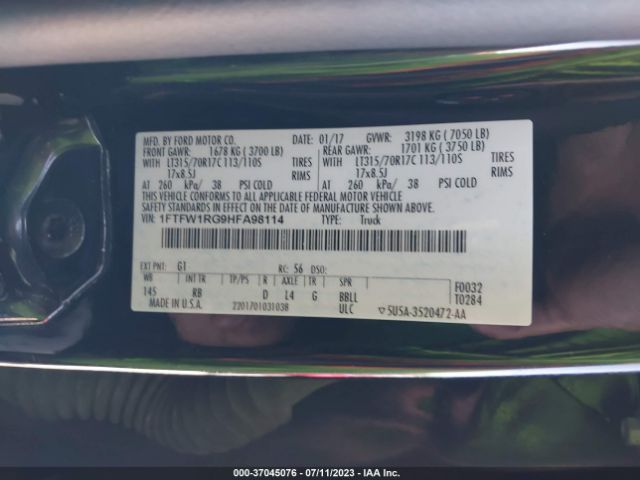 MFD. BY FORD MOTOR CO. DATE: 01/17 GVWR: 3198 KG ( 7050 LB)
FRONT GAWR: 1678 KG ( 3700 LB) REAR GAWR: 1701 KG ( 3750 LB)
WITH LT315/70R17C 113/110S TIRES WITH LT315/70R17C 113/110S TIRES
17x8.5J RIMS 17x8.5J RIMS
AT 260 kPa/ 38 PSI COLD AT 260 kPa/ 38 PSI COLD
THIS VEHICLE CONFORMS TO ALL APPLICABLE FEDERAL MOTOR VEHICLE
SAFETY STANDARDS IN EFFECT ON THE DATE OF MANUFACTURE SHOWN ABOVE.
VIN: 1FTFW1RG9HFA98114 TYPE: Truck
EXT PNT: G1 RC: 56 DSO: F0032
WB INT TR TP/PS R AXLE TR SPR T0284
145 RB D L4 G BBLL
MADE IN U.S.A. 2201701031038 ULC ▽5U5A-3520472-AA
000-37045076 - 07/11/2023 - IAAI.COM